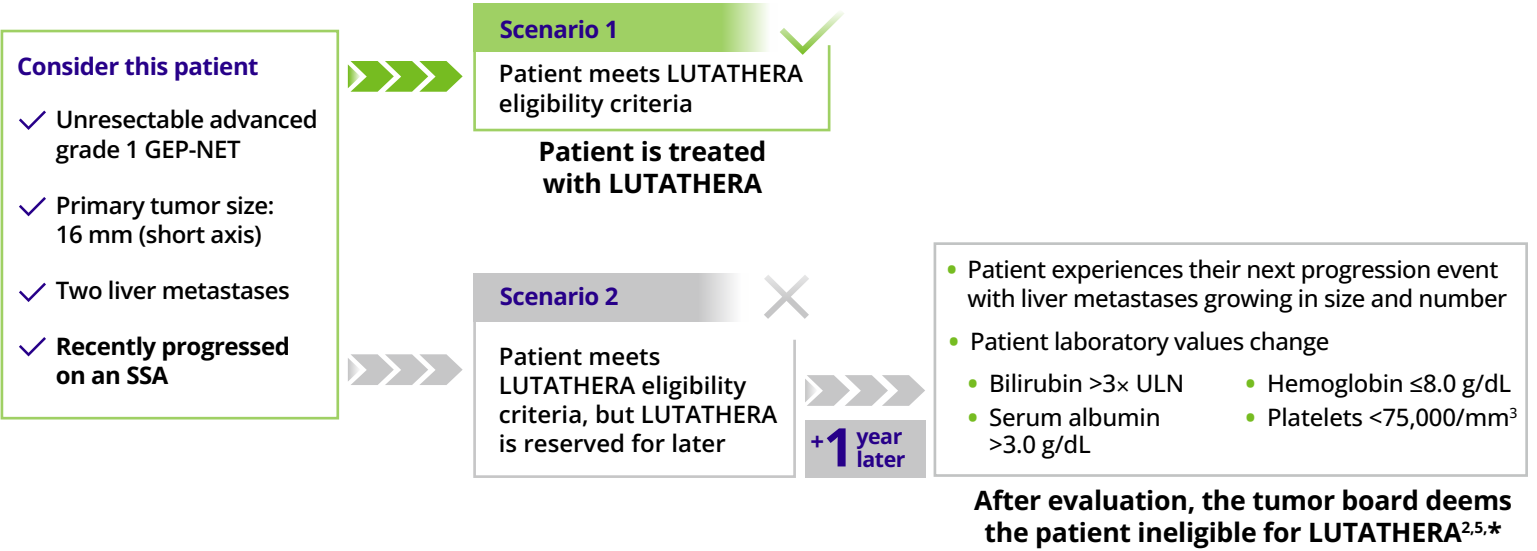 Consider this patient
Unresectable advanced
grade 1 GEP-NET
Primary tumor size:
16 mm (short axis)
Two liver metastases
Recently progressed
on an SSA
Scenario 1
Patient meets LUTATHERA
eligibility criteria
Patient is treated
with LUTATHERA
Scenario 2
Patient meets
LUTATHERA eligibility
criteria, but LUTATHERA
is reserved for later
+1 year
later
• Patient experiences their next progression event
with liver metastases growing in size and number
• Patient laboratory values change
• Bilirubin >3× ULN
• Serum albumin
>3.0 g/dL
• Hemoglobin ≤8.0 g/dL
• Platelets <75,000/mm³
After evaluation, the tumor board deems
the patient ineligible for LUTATHERA²,⁵,*